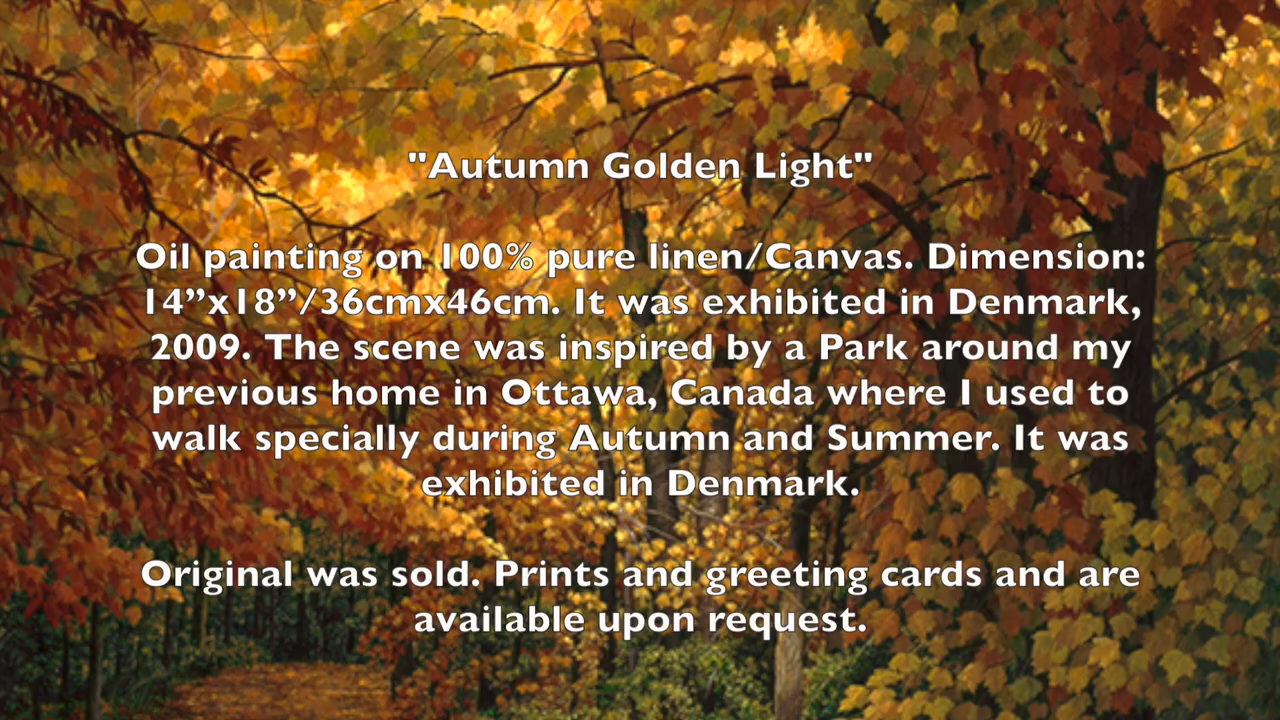 "Autumn Golden Light"
Oil painting on 100% pure linen/Canvas. Dimension:
14”x18”/36cmx46cm. It was exhibited in Denmark,
2009. The scene was inspired by a Park around my
previous home in Ottawa, Canada where I used to
walk specially during Autumn and Summer. It was
exhibited in Denmark.
Original was sold. Prints and greeting cards and are
available upon request.